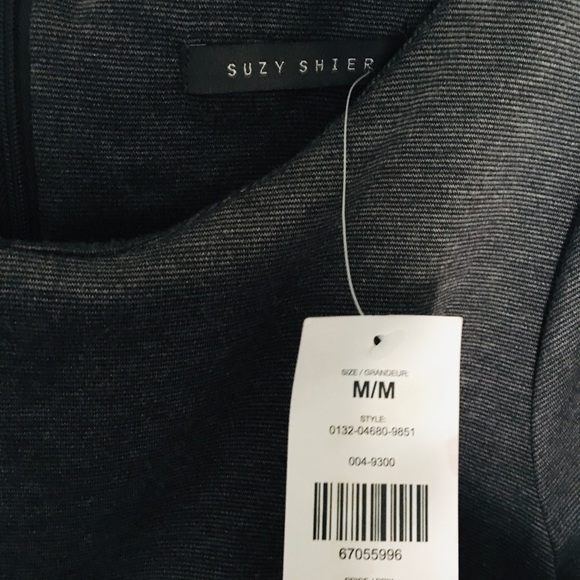 SUZY SHIER
SIZE / GRANDEUR:
M/M
STYLE:
0132-04680-9851
004-9300
67055996